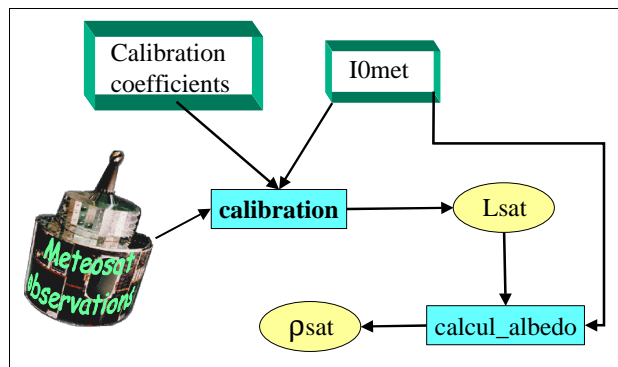 Calibration
coefficients
I0met
calibration
Lsat
Meteosat
observations
ρsat
calcul_albedo